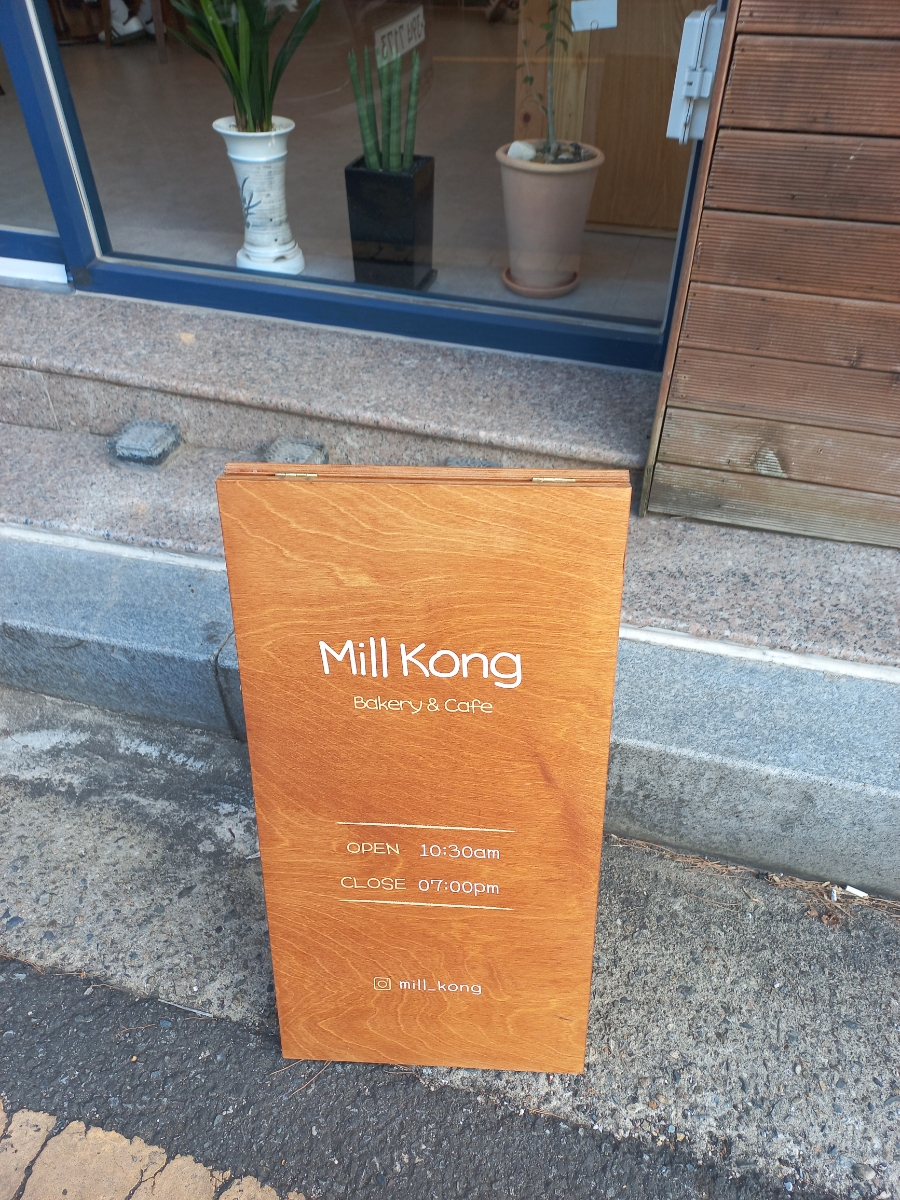 Mill Kong
Bakery & Cafe
OPEN 10:30am
CLOSE 07:00pm
mill_kong